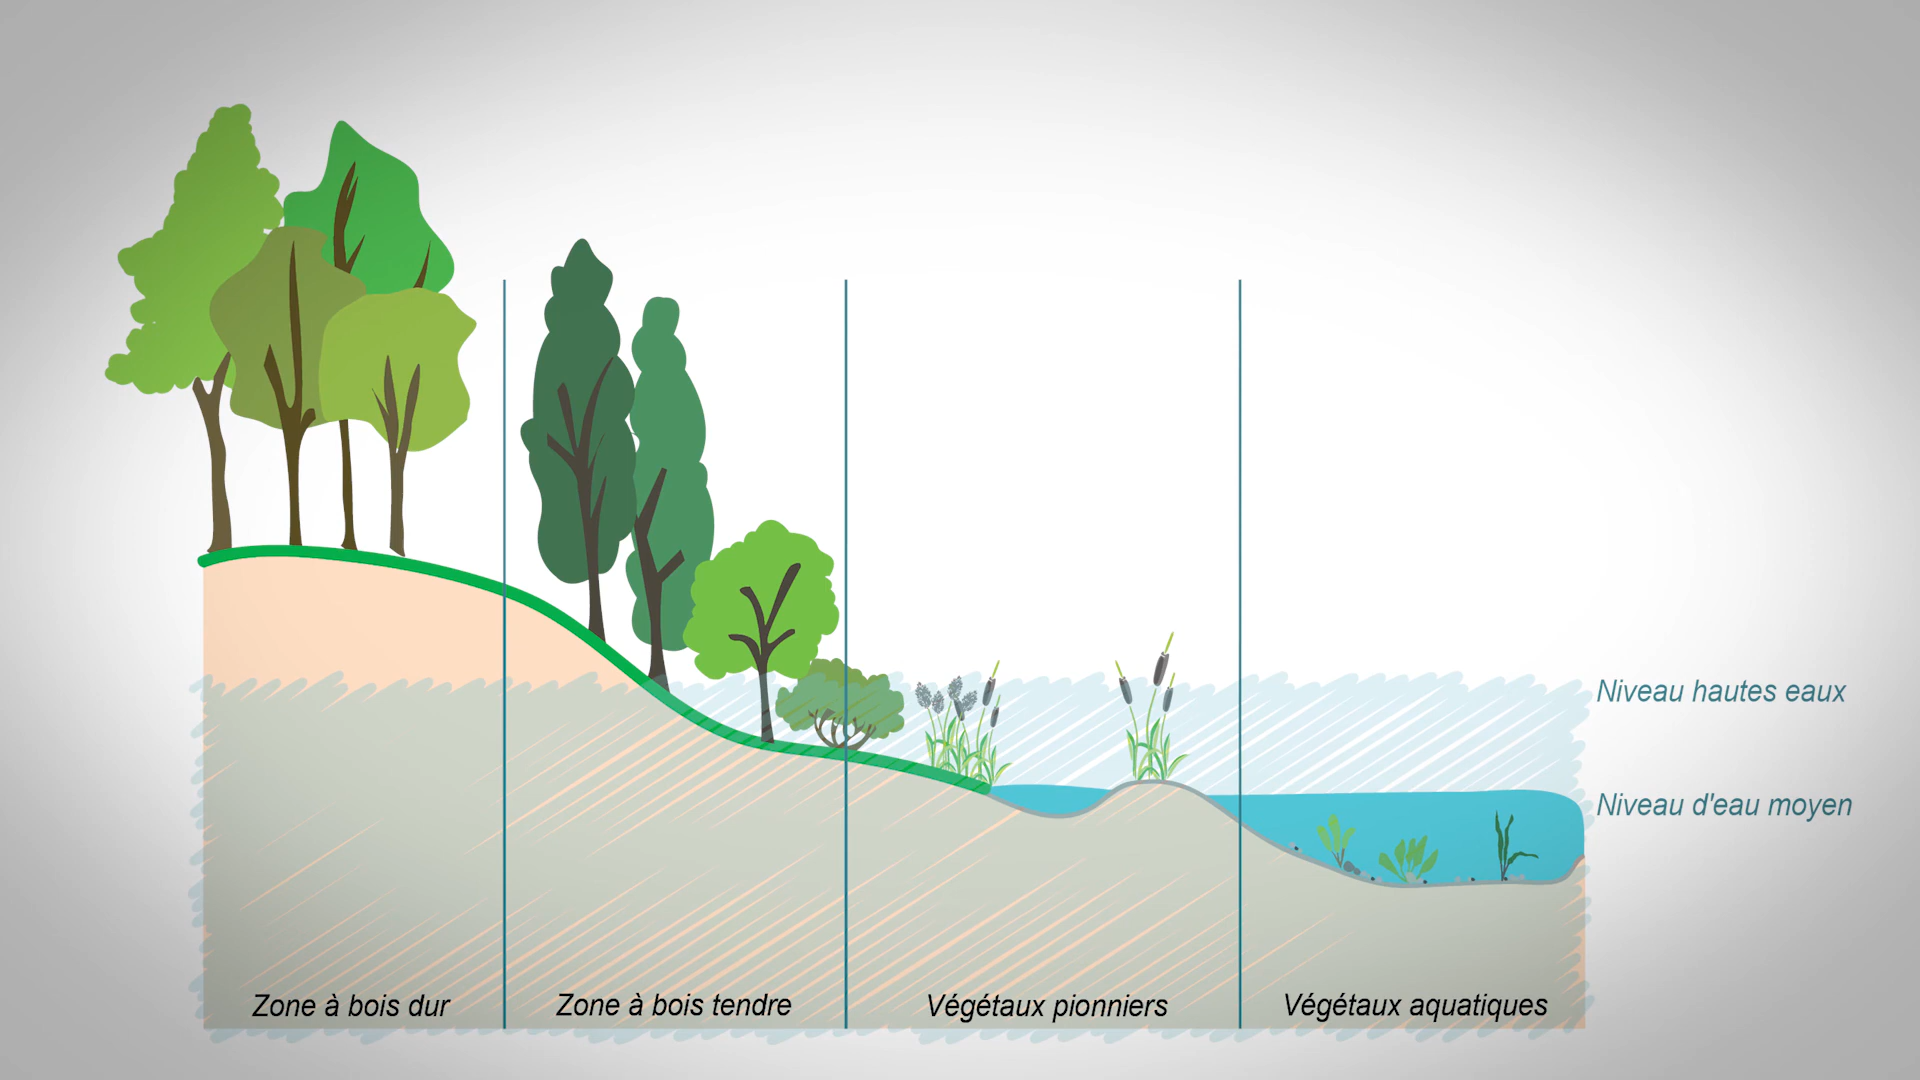 Niveau hautes eaux
Niveau d'eau moyen
Zone à bois dur
Zone à bois tendre
Végétaux pionniers
Végétaux aquatiques